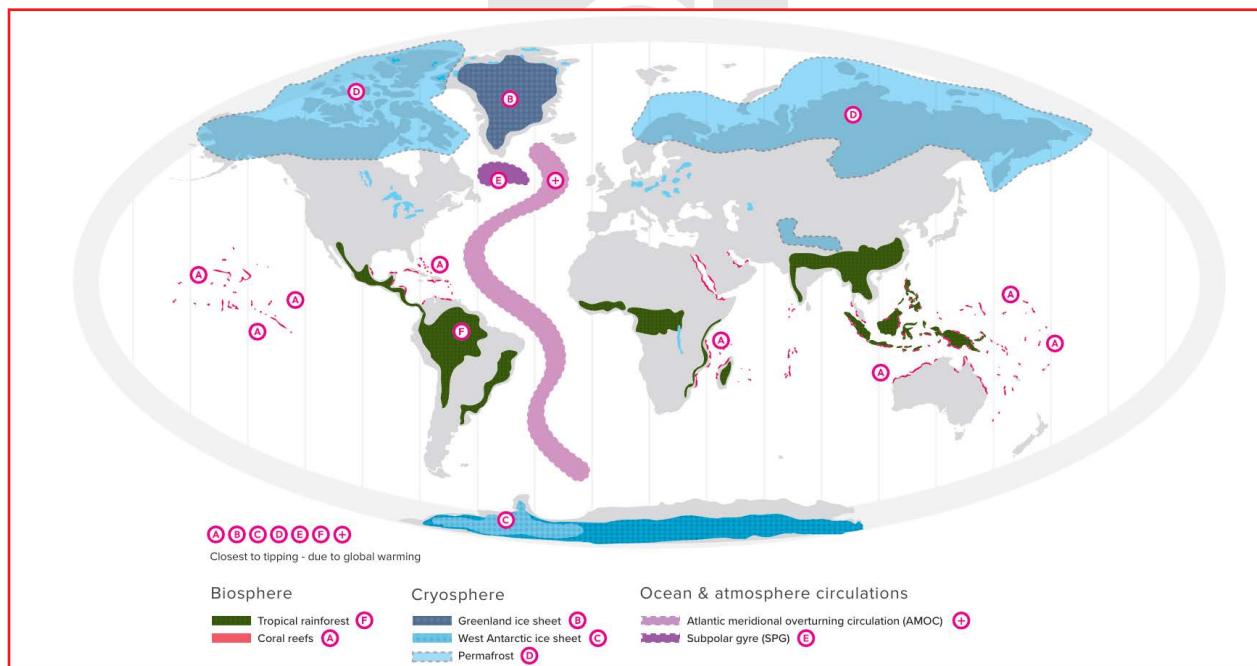 D
B
D
E
+
A
A
A
A
A
F
A
A
A
C
A B C D E F +
Closest to tipping - due to global warming
Biosphere
Tropical rainforest F
Coral reefs A
Cryosphere
Greenland ice sheet B
West Antarctic ice sheet C
Permafrost D
Ocean & atmosphere circulations
Atlantic meridional overturning circulation (AMOC) +
Subpolar gyre (SPG) E